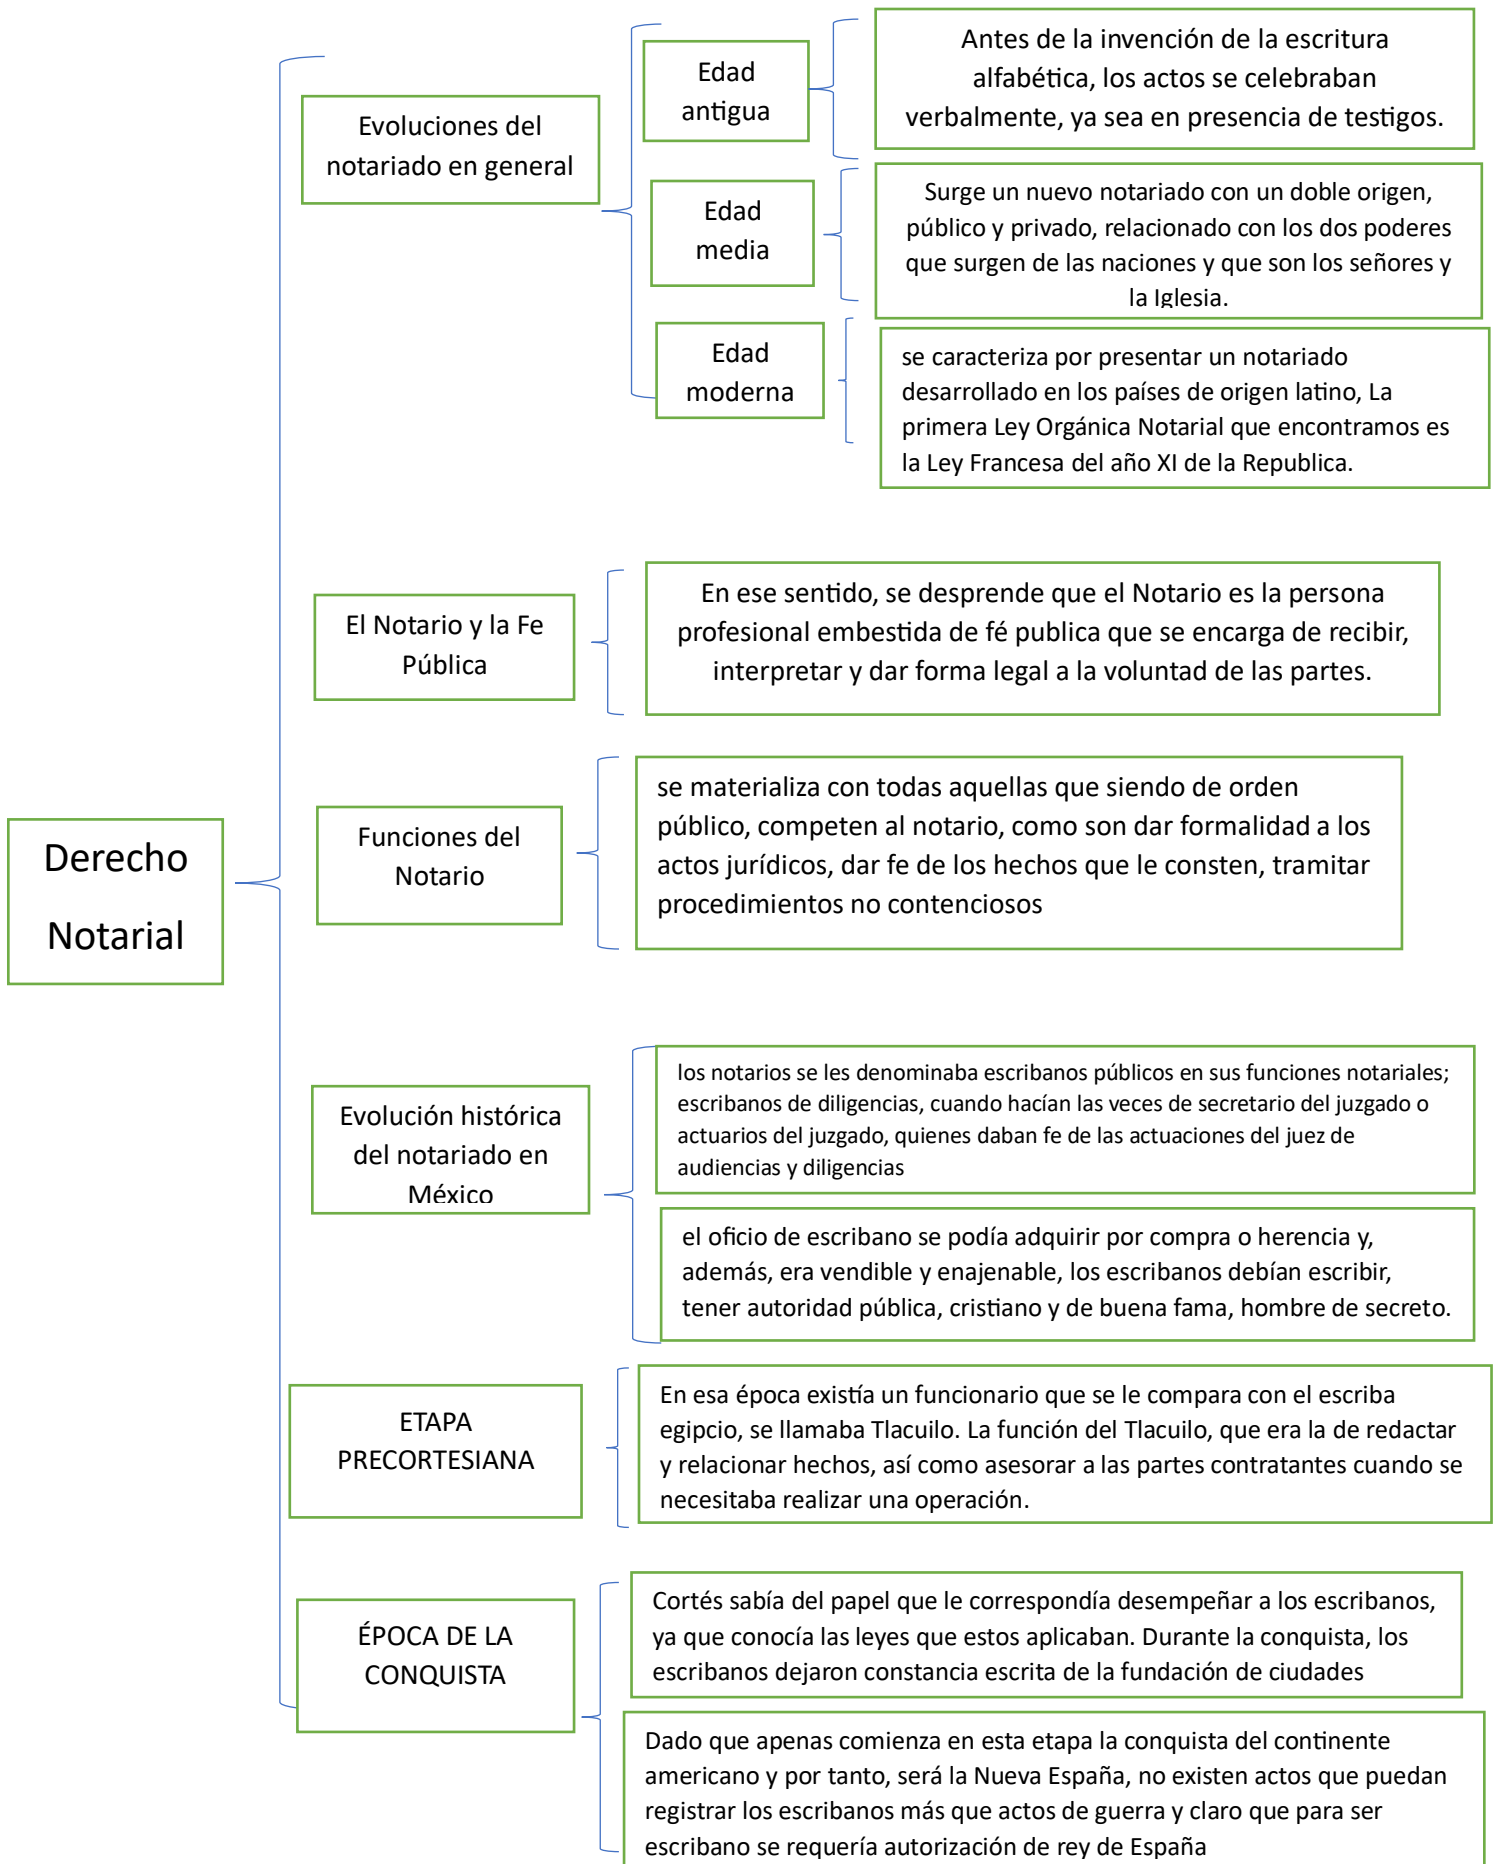 Derecho
Notarial
Evoluciones del
notariado en general
Edad
antigua
Antes de la invención de la escritura
alfabética, los actos se celebraban
verbalmente, ya sea en presencia de testigos.
Edad
media
Surge un nuevo notariado con un doble origen,
público y privado, relacionado con los dos poderes
que surgen de las naciones y que son los señores y
la Iglesia.
Edad
moderna
se caracteriza por presentar un notariado
desarrollado en los países de origen latino, La
primera Ley Orgánica Notarial que encontramos es
la Ley Francesa del año XI de la Republica.
El Notario y la Fe
Pública
En ese sentido, se desprende que el Notario es la persona
profesional embestida de fé publica que se encarga de recibir,
interpretar y dar forma legal a la voluntad de las partes.
Funciones del
Notario
se materializa con todas aquellas que siendo de orden
público, competen al notario, como son dar formalidad a los
actos jurídicos, dar fe de los hechos que le consten, tramitar
procedimientos no contenciosos
Evolución histórica
del notariado en
México
los notarios se les denominaba escribanos públicos en sus funciones notariales;
escribanos de diligencias, cuando hacían las veces de secretario del juzgado o
actuarios del juzgado, quienes daban fe de las actuaciones del juez de
audiencias y diligencias
el oficio de escribano se podía adquirir por compra o herencia y,
además, era vendible y enajenable, los escribanos debían escribir,
tener autoridad pública, cristiano y de buena fama, hombre de secreto.
ETAPA
PRECORTESIANA
En esa época existía un funcionario que se le compara con el escriba
egipcio, se llamaba Tlacuilo. La función del Tlacuilo, que era la de redactar
y relacionar hechos, así como asesorar a las partes contratantes cuando se
necesitaba realizar una operación.
ÉPOCA DE LA
CONQUISTA
Cortés sabía del papel que le correspondía desempeñar a los escribanos,
ya que conocía las leyes que estos aplicaban. Durante la conquista, los
escribanos dejaron constancia escrita de la fundación de ciudades
Dado que apenas comienza en esta etapa la conquista del continente
americano y por tanto, será la Nueva España, no existen actos que puedan
registrar los escribanos más que actos de guerra y claro que para ser
escribano se requería autorización de rey de España